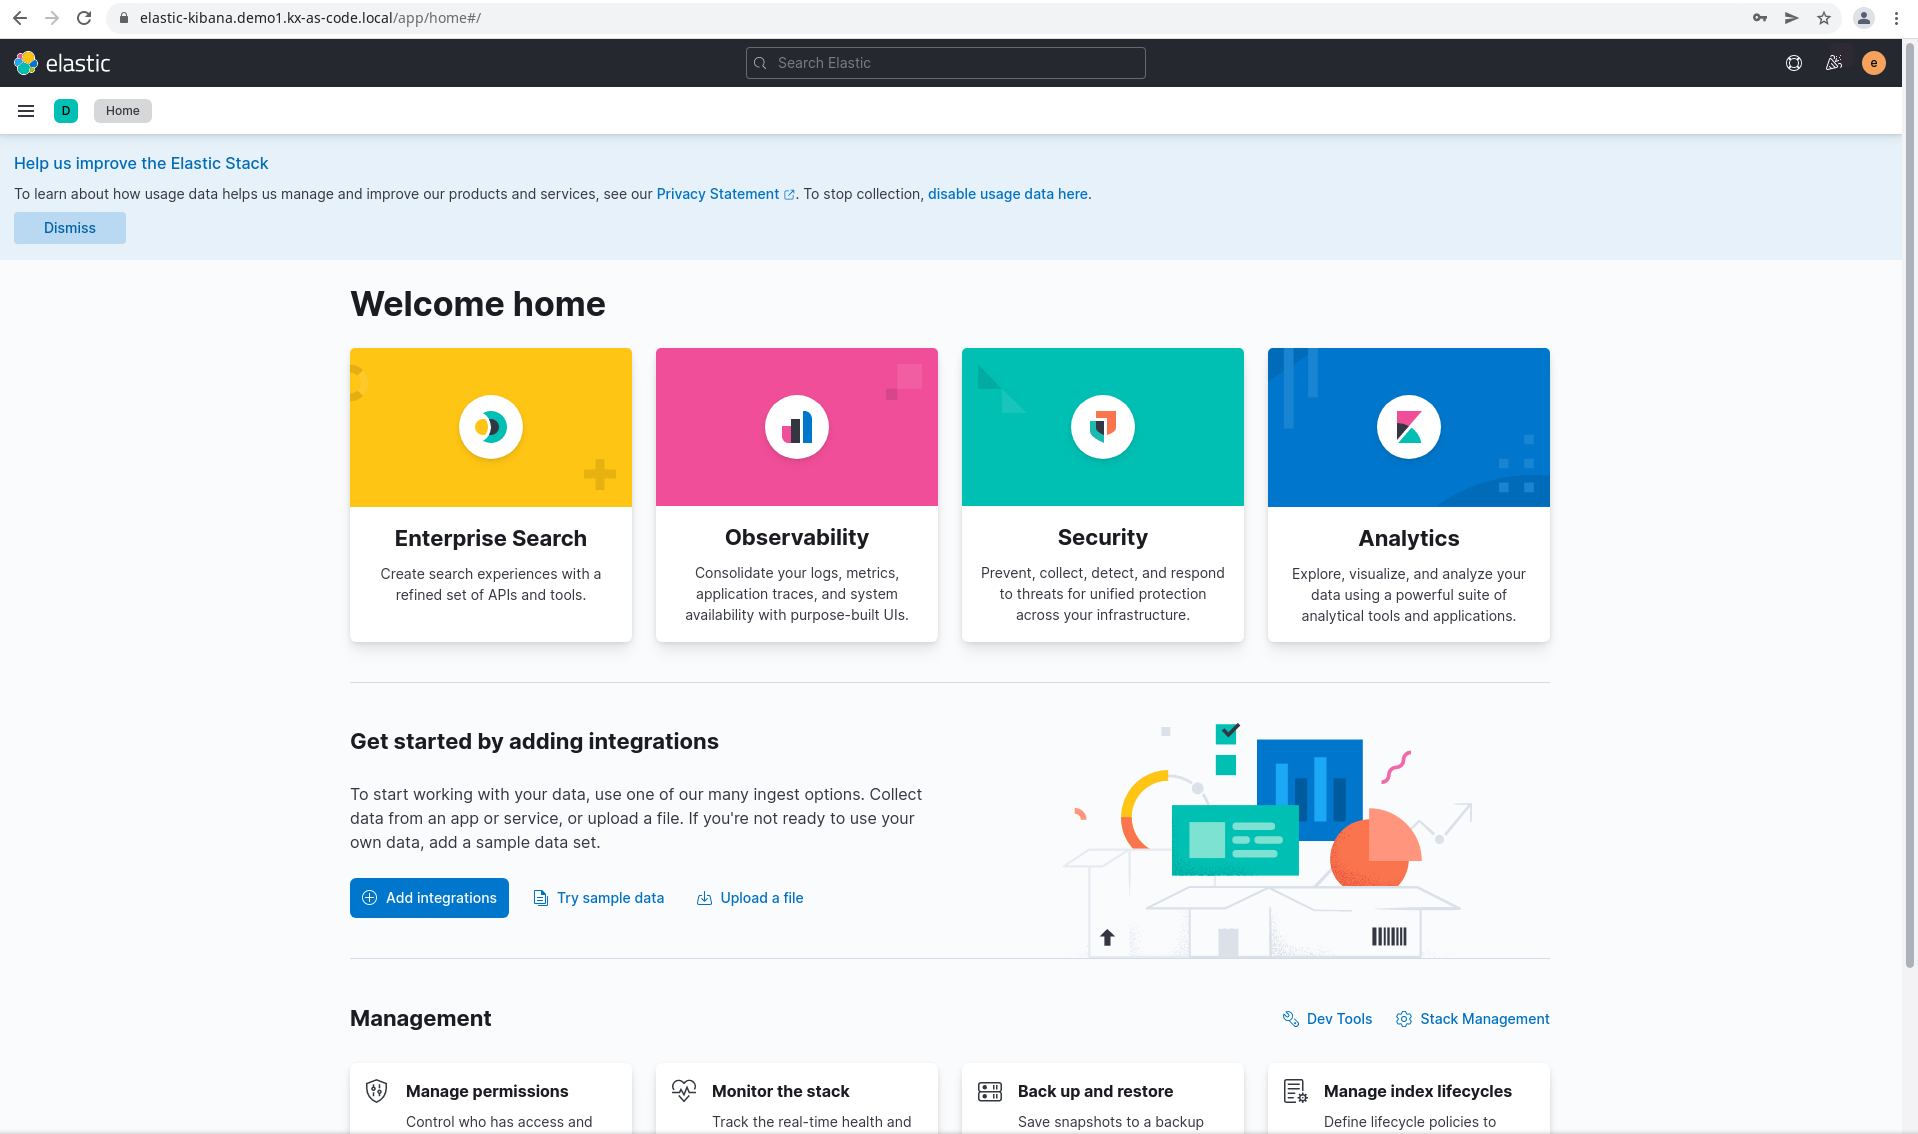 elastic-kibana.demo1.kx-as-code.local/app/home#/
elastic
Search Elastic
e
D
Home
Help us improve the Elastic Stack
To learn about how usage data helps us manage and improve our products and services, see our Privacy Statement. To stop collection, disable usage data here.
Dismiss
Welcome home
Enterprise Search
Create search experiences with a
refined set of APIs and tools.
Observability
Consolidate your logs, metrics,
application traces, and system
availability with purpose-built UIs.
Security
Prevent, collect, detect, and respond
to threats for unified protection
across your infrastructure.
Analytics
Explore, visualize, and analyze your
data using a powerful suite of
analytical tools and applications.
Get started by adding integrations
To start working with your data, use one of our many ingest options. Collect
data from an app or service, or upload a file. If you're not ready to use your
own data, add a sample data set.
Add integrations
Try sample data
Upload a file
Management
Dev Tools
Stack Management
Manage permissions
Control who has access and
Monitor the stack
Track the real-time health and
Back up and restore
Save snapshots to a backup
Manage index lifecycles
Define lifecycle policies to